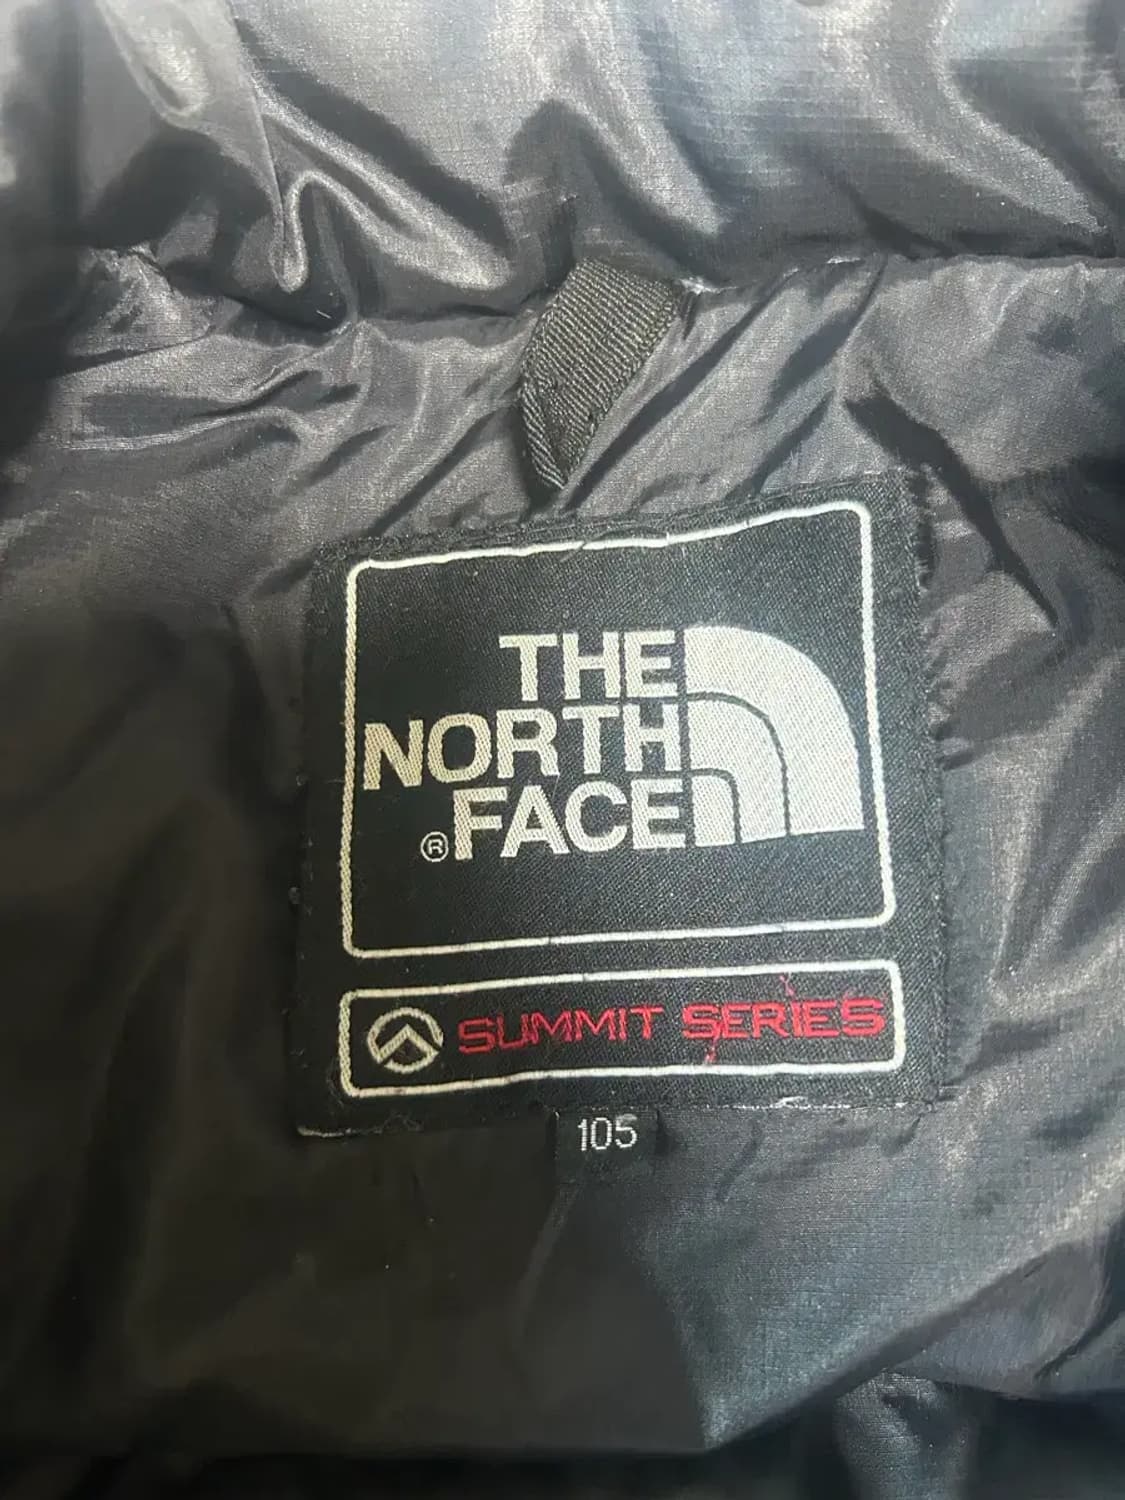 THE
NORTH
® FACE
SUMMIT SERIES
105